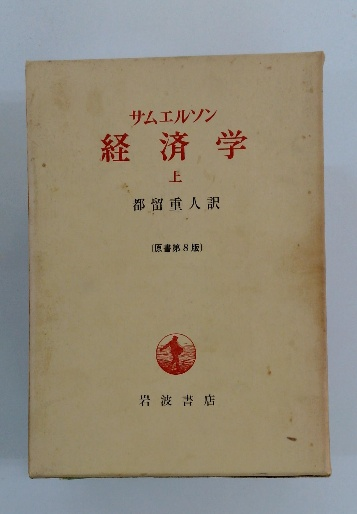 サムエルソン
経済学
上
都留重人訳
(原書第8版)
岩波書店